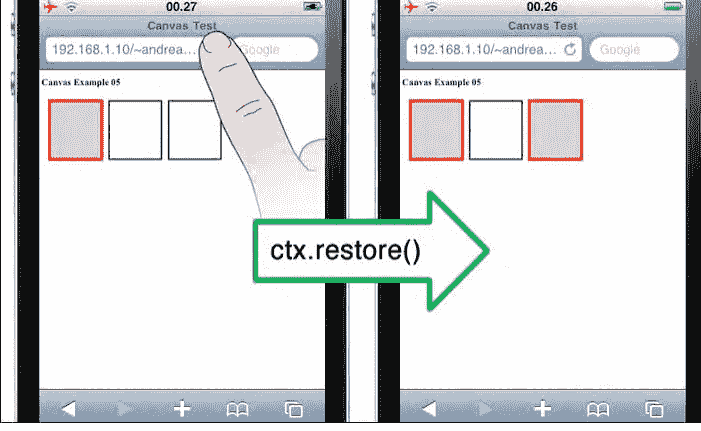 00.27
Canvas Test
192.168.1.10/~andrea...
Google
Canvas Example 05
00.26
Canvas Test
192.168.1.10/~andrea...
Google
Canvas Example 05
ctx.restore()